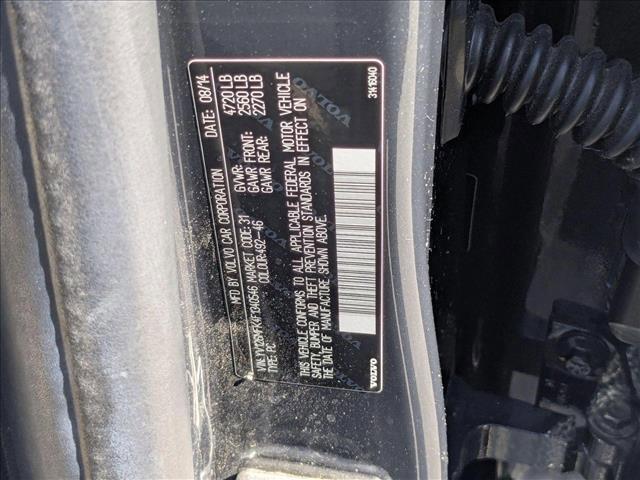 MFD BY VOLVO CAR CORPORATION DATE: 08/14
GVWR: 4720 LB
GAWR FRONT: 2560 LB
GAWR REAR: 2270 LB
MARKET CODE: 31
TYPE: PC COLOUR: 492-46
THIS VEHICLE CONFORMS TO ALL APPLICABLE FEDERAL MOTOR VEHICLE
SAFETY, BUMPER AND THEFT PREVENTION STANDARDS IN EFFECT ON
THE DATE OF MANUFACTURE SHOWN ABOVE.
VOLVO 31416040